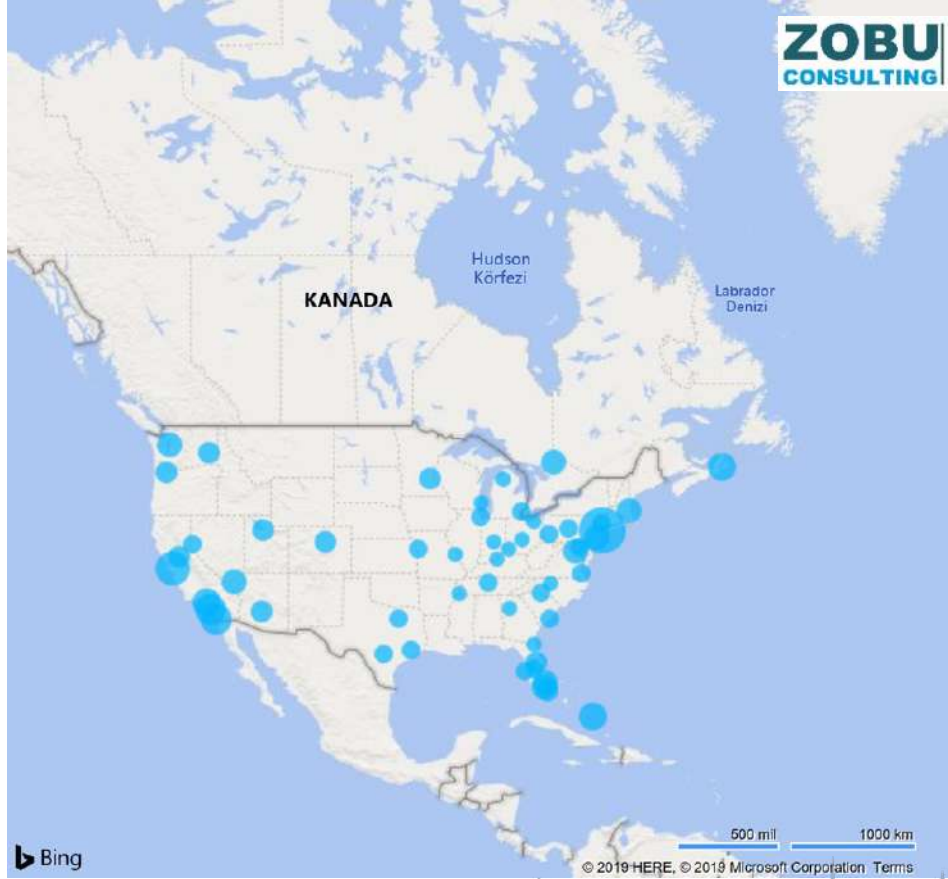 ZOBU
CONSULTING
Hudson
Körfezi
Labrador
Denizi
KANADA
500 mil 1000 km
Bing
© 2019 HERE, © 2019 Microsoft Corporation Terms